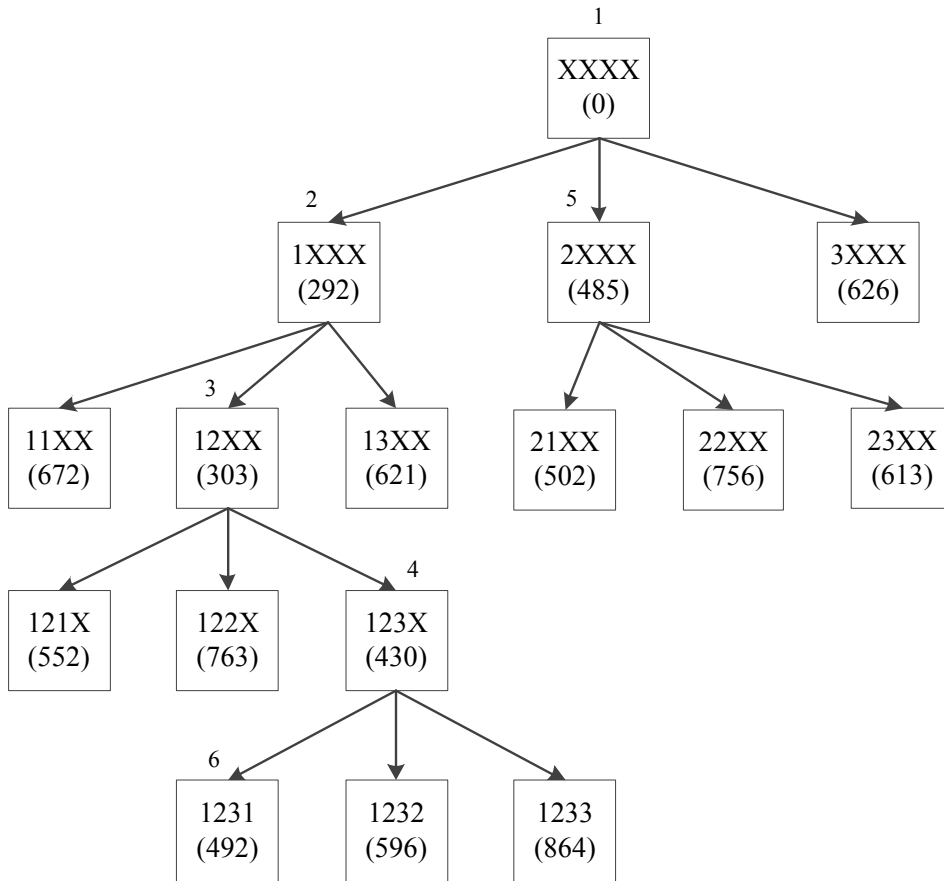 1
XXXX
(0)
2
5
1XXX
(292)
2XXX
(485)
3XXX
(626)
3
11XX
(672)
12XX
(303)
13XX
(621)
21XX
(502)
22XX
(756)
23XX
(613)
4
121X
(552)
122X
(763)
123X
(430)
6
1231
(492)
1232
(596)
1233
(864)